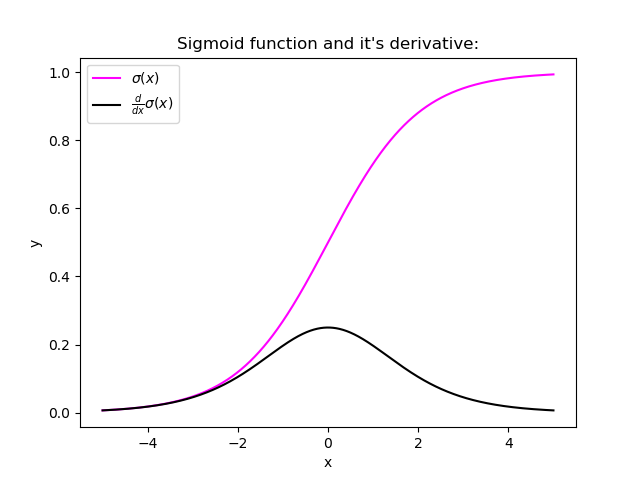 Sigmoid function and it's derivative:
σ(x)
d/dx σ(x)
1.0
0.8
0.6
0.4
0.2
0.0
y
−4 −2 0 2 4
x